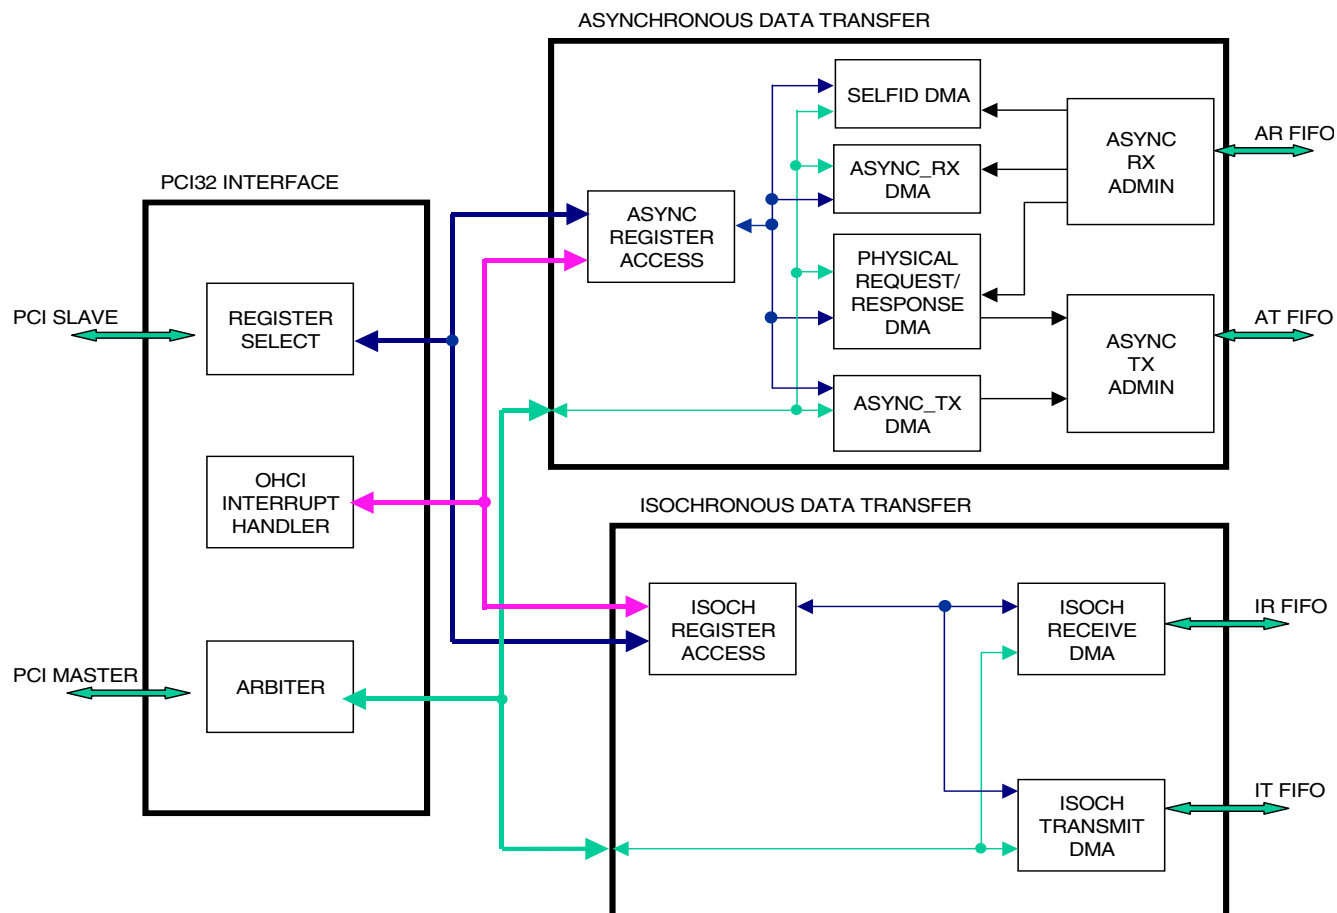 ASYNCHRONOUS DATA TRANSFER
SELFID DMA
ASYNC
RX
ADMIN
AR FIFO
ASYNC_RX
DMA
PCI32 INTERFACE
ASYNC
REGISTER
ACCESS
PHYSICAL
REQUEST/
RESPONSE
DMA
PCI SLAVE
REGISTER
SELECT
ASYNC
TX
ADMIN
AT FIFO
ASYNC_TX
DMA
OHCI
INTERRUPT
HANDLER
ISOCHRONOUS DATA TRANSFER
ISOCH
REGISTER
ACCESS
ISOCH
RECEIVE
DMA
IR FIFO
PCI MASTER
ARBITER
ISOCH
TRANSMIT
DMA
IT FIFO